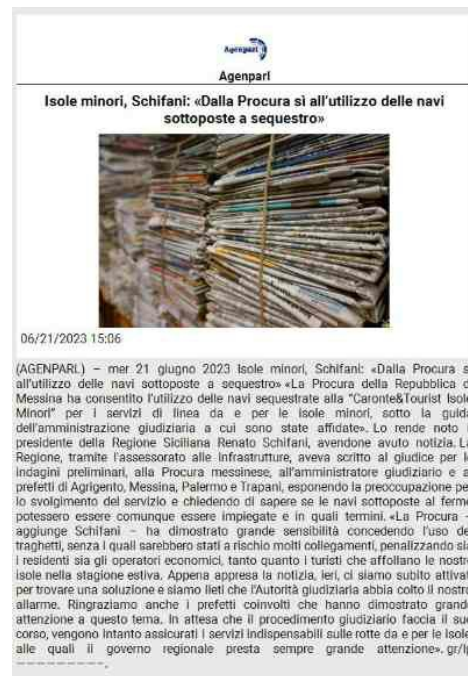 Agenparl
Agenparl
Isole minori, Schifani: «Dalla Procura sì all'utilizzo delle navi
sottoposte a sequestro»
06/21/2023 15:06
(AGENPARL) – mer 21 giugno 2023 Isole minori, Schifani: «Dalla Procura s
all'utilizzo delle navi sottoposte a sequestro» «La Procura della Repubblica d
Messina ha consentito l'utilizzo delle navi sequestrate alla "Caronte&Tourist Isole
Minori" per i servizi di linea da e per le isole minori, sotto la guida
dell'amministrazione giudiziaria a cui sono state affidate». Lo rende noto i
presidente della Regione Siciliana Renato Schifani, avendone avuto notizia. La
Regione, tramite l'assessorato alle Infrastrutture, aveva scritto al giudice per le
indagini preliminari, alla Procura messinese, all'amministratore giudiziario e a
prefetti di Agrigento, Messina, Palermo e Trapani, esponendo la preoccupazione pe
lo svolgimento del servizio e chiedendo di sapere se le navi sottoposte al fermo
potessero essere comunque essere impiegate e in quali termini. «La Procura –
aggiunge Schifani – ha dimostrato grande sensibilità concedendo l'uso de
traghetti, senza i quali sarebbero stati a rischio molti collegamenti, penalizzando sia
i residenti sia gli operatori economici, tanto quanto i turisti che affollano le nostre
isole nella stagione estiva. Appena appresa la notizia, ieri, ci siamo subito attivat
per trovare una soluzione e siamo lieti che l'Autorità giudiziaria abbia colto il nostro
allarme. Ringraziamo anche i prefetti coinvolti che hanno dimostrato grande
attenzione a questo tema. In attesa che il procedimento giudiziario faccia il suo
corso, vengono intanto assicurati i servizi indispensabili sulle rotte da e per le isole
alle quali il governo regionale presta sempre grande attenzione». gr/lp
––––––––––.